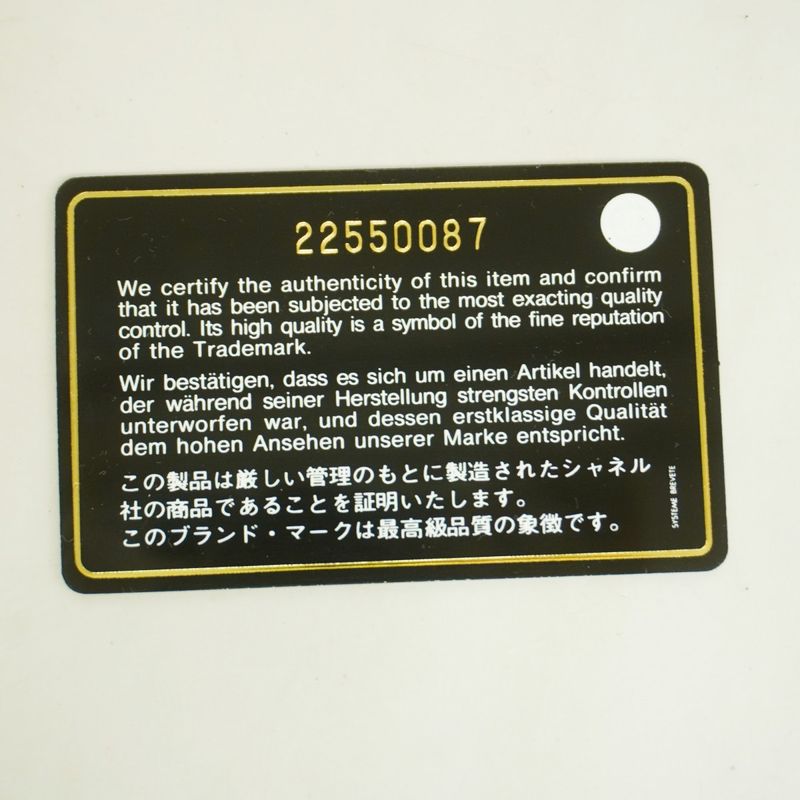 22550087
We certify the authenticity of this item and confirm
that it has been subjected to the most exacting quality
control. Its high quality is a symbol of the fine reputation
of the Trademark.
Wir bestätigen, dass es sich um einen Artikel handelt,
der während seiner Herstellung strengsten Kontrollen
unterworfen war, und dessen erstklassige Qualität
dem hohen Ansehen unserer Marke entspricht.
この製品は厳しい管理のもとに製造されたシャネル
社の商品であることを証明いたします。
このブランド・マークは最高級品質の象徴です。
SYSTEME BREVETE